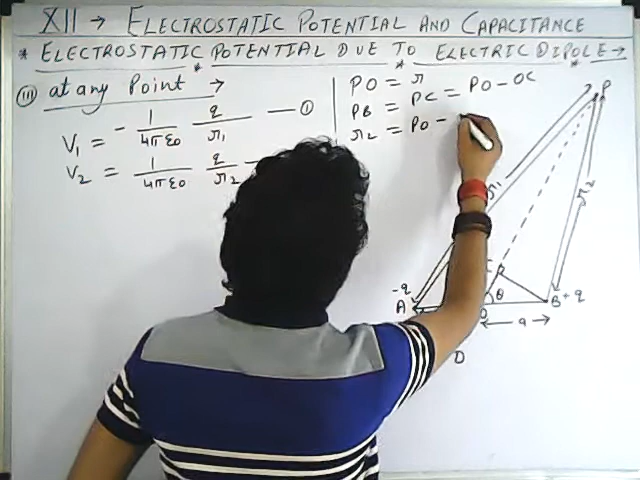 XII → ELECTROSTATIC POTENTIAL AND CAPACITANCE
* ELECTROSTATIC POTENTIAL DUE TO ELECTRIC DIPOLE →
(III) at any Point →
V1 = - 1/4πε0 q/r1 — ①
V2 = 1/4πε0 q/r2
PO = r
PB = PC = PO - OC
r2 = PO -
P
r1
r2
C
-q
A
O
θ
B +q
a
D